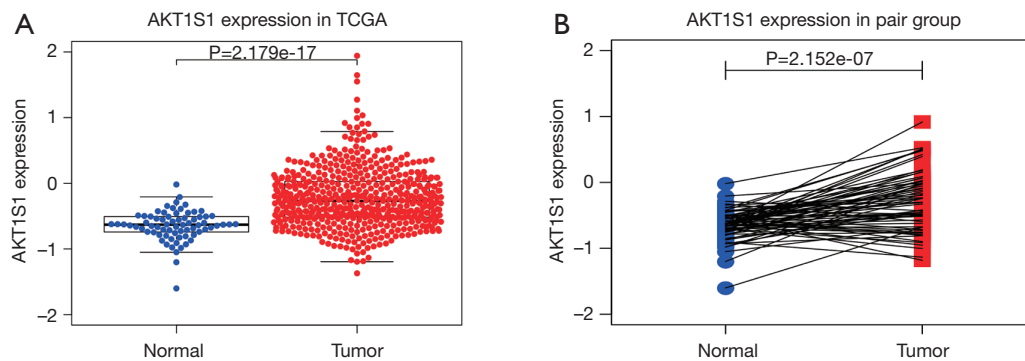 A
AKT1S1 expression in TCGA
P=2.179e-17
AKT1S1 expression
2
1
0
–1
–2
Normal
Tumor
B
AKT1S1 expression in pair group
P=2.152e-07
AKT1S1 expression
2
1
0
–1
–2
Normal
Tumor